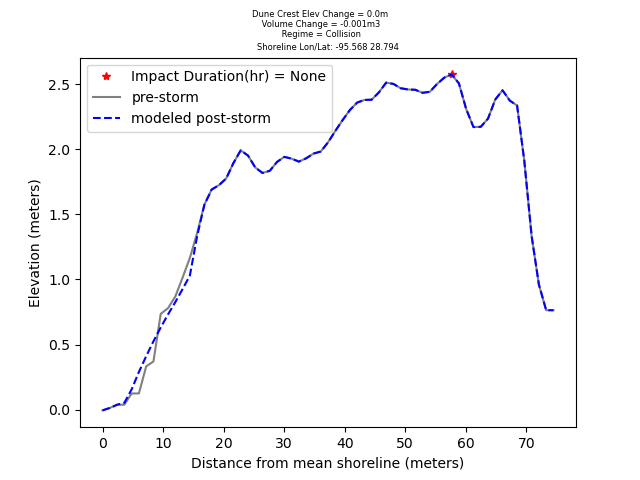 Dune Crest Elev Change = 0.0m
Volume Change = -0.001m3
Regime = Collision
Shoreline Lon/Lat: -95.568 28.794
Impact Duration(hr) = None
pre-storm
modeled post-storm
Elevation (meters)
2.5
2.0
1.5
1.0
0.5
0.0
0 10 20 30 40 50 60 70
Distance from mean shoreline (meters)